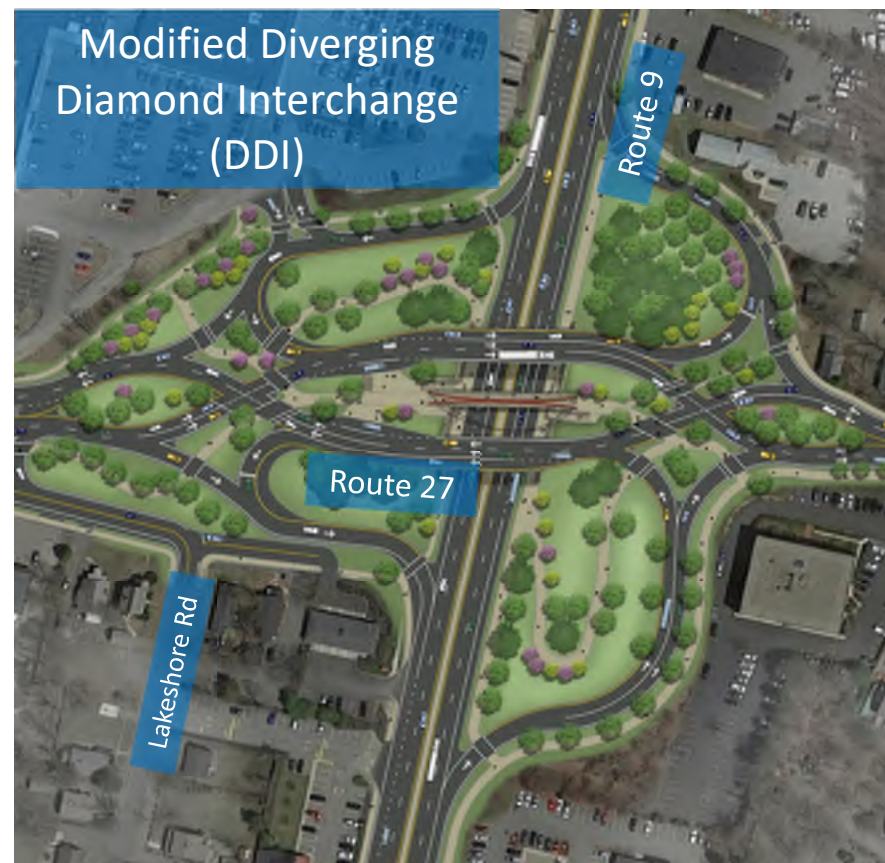 Modified Diverging
Diamond Interchange
(DDI)
Route 9
Route 27
Lakeshore Rd